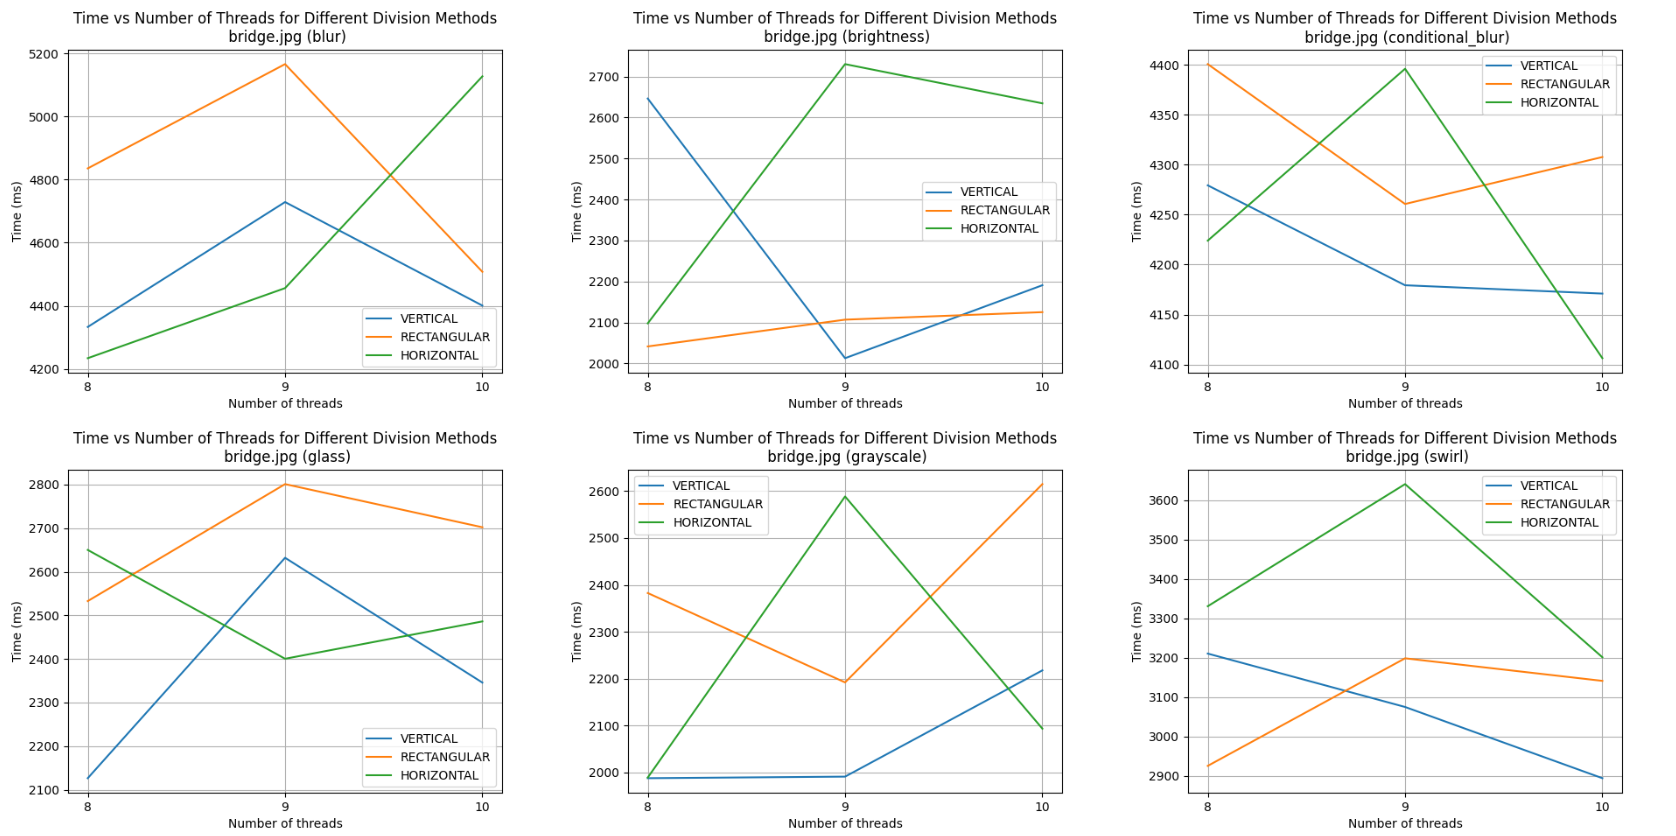 Time vs Number of Threads for Different Division Methods
bridge.jpg (blur)
5200
5000
4800
4600
4400
4200
Time (ms)
VERTICAL
RECTANGULAR
HORIZONTAL
8
9
10
Number of threads
Time vs Number of Threads for Different Division Methods
bridge.jpg (brightness)
2700
2600
2500
2400
2300
2200
2100
2000
Time (ms)
VERTICAL
RECTANGULAR
HORIZONTAL
8
9
10
Number of threads
Time vs Number of Threads for Different Division Methods
bridge.jpg (conditional_blur)
4400
4350
4300
4250
4200
4150
4100
Time (ms)
VERTICAL
RECTANGULAR
HORIZONTAL
8
9
10
Number of threads
Time vs Number of Threads for Different Division Methods
bridge.jpg (glass)
2800
2700
2600
2500
2400
2300
2200
2100
Time (ms)
VERTICAL
RECTANGULAR
HORIZONTAL
8
9
10
Number of threads
Time vs Number of Threads for Different Division Methods
bridge.jpg (grayscale)
2600
2500
2400
2300
2200
2100
2000
Time (ms)
VERTICAL
RECTANGULAR
HORIZONTAL
8
9
10
Number of threads
Time vs Number of Threads for Different Division Methods
bridge.jpg (swirl)
3600
3500
3400
3300
3200
3100
3000
2900
Time (ms)
VERTICAL
RECTANGULAR
HORIZONTAL
8
9
10
Number of threads